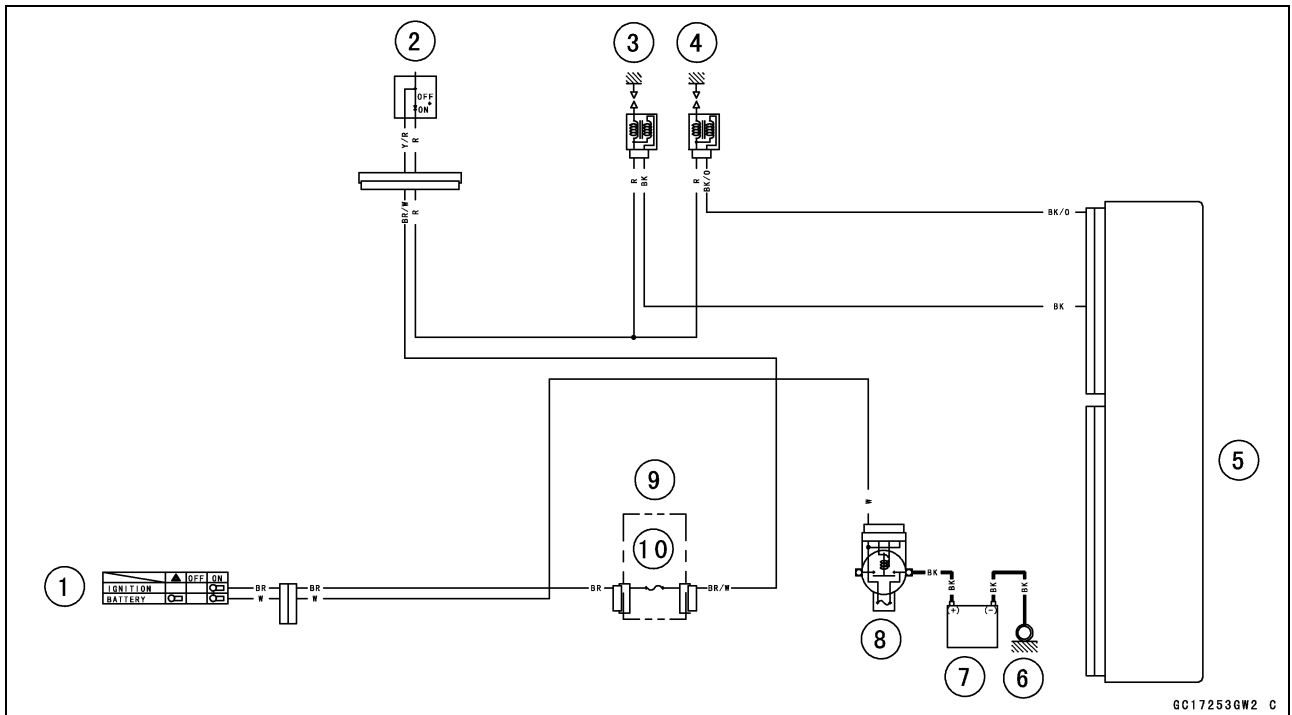 2
3
4
OFF
ON
Y/R
R
BR/W
R
R
BK
R
BK/O
BK/O
BK
5
9
10
W
1
OFF
ON
IGNITION
BATTERY
BR
BR
BR
BR/W
W
W
BK
BK
BK
BK
(+)
(-)
8
7
6
GC17253GW2 C